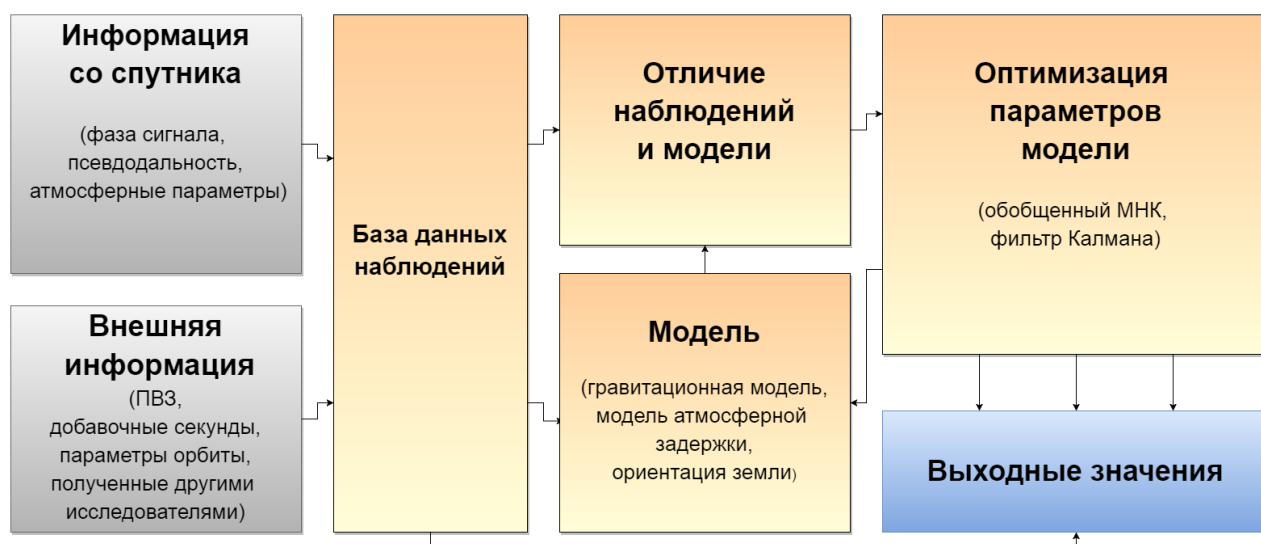 Информация
со спутника
(фаза сигнала,
псевдодальность,
атмосферные параметры)
Внешняя
информация
(ПВЗ,
добавочные секунды,
параметры орбиты,
полученные другими
исследователями)
База данных
наблюдений
Отличие
наблюдений
и модели
Модель
(гравитационная модель,
модель атмосферной
задержки,
ориентация земли)
Оптимизация
параметров
модели
(обобщенный МНК,
фильтр Калмана)
Выходные значения